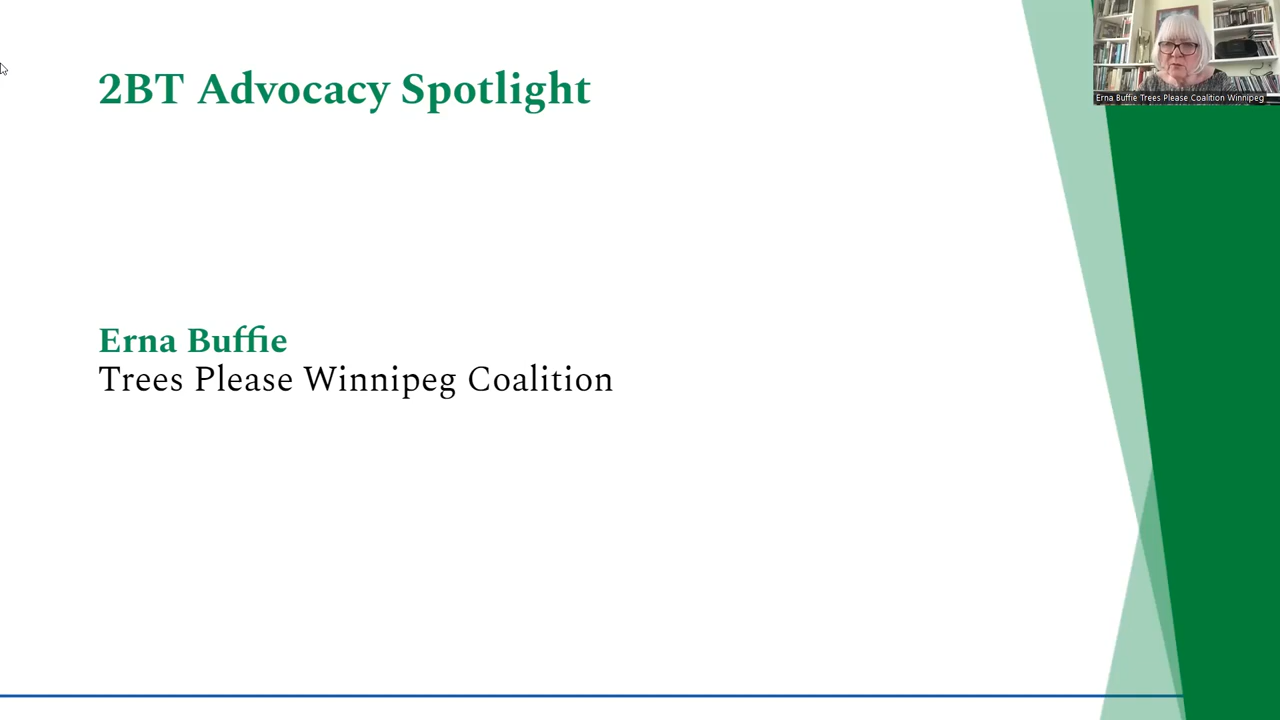 2BT Advocacy Spotlight
Erna Buffie Trees Please Coalition Winnipeg
Erna Buffie
Trees Please Winnipeg Coalition